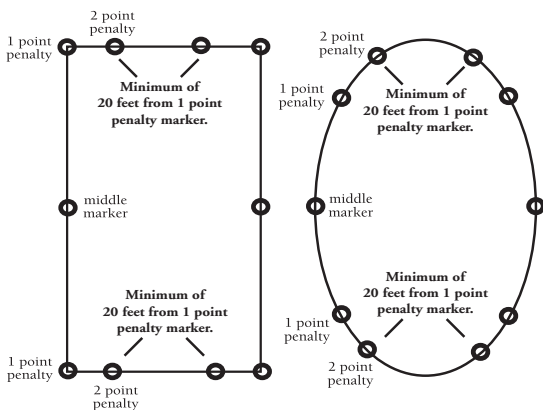 2 point
penalty
1 point
penalty
Minimum of
20 feet from 1 point
penalty marker.
middle
marker
Minimum of
20 feet from 1 point
penalty marker.
1 point
penalty
2 point
penalty
2 point
penalty
1 point
penalty
Minimum of
20 feet from 1 point
penalty marker.
middle
marker
Minimum of
20 feet from 1 point
penalty marker.
1 point
penalty
2 point
penalty